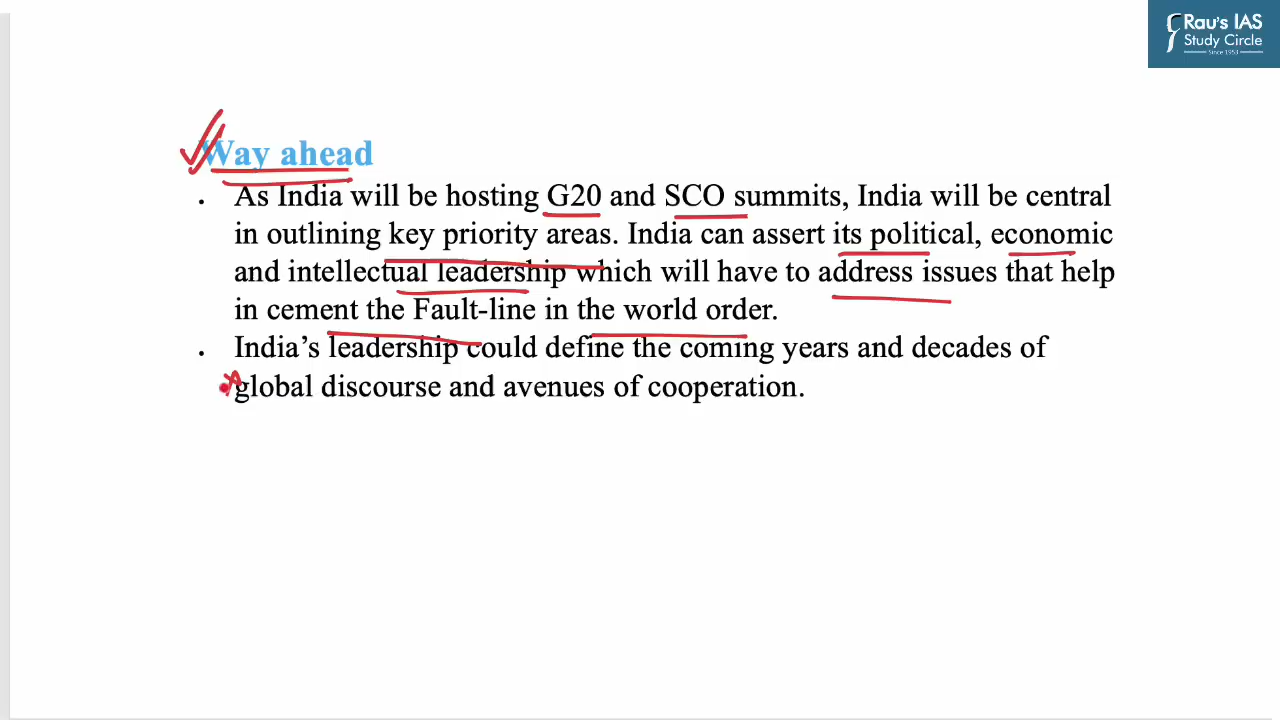 Rau's IAS
Study Circle
Since 1953
Way ahead
• As India will be hosting G20 and SCO summits, India will be central
in outlining key priority areas. India can assert its political, economic
and intellectual leadership which will have to address issues that help
in cement the Fault-line in the world order.
• India's leadership could define the coming years and decades of
global discourse and avenues of cooperation.